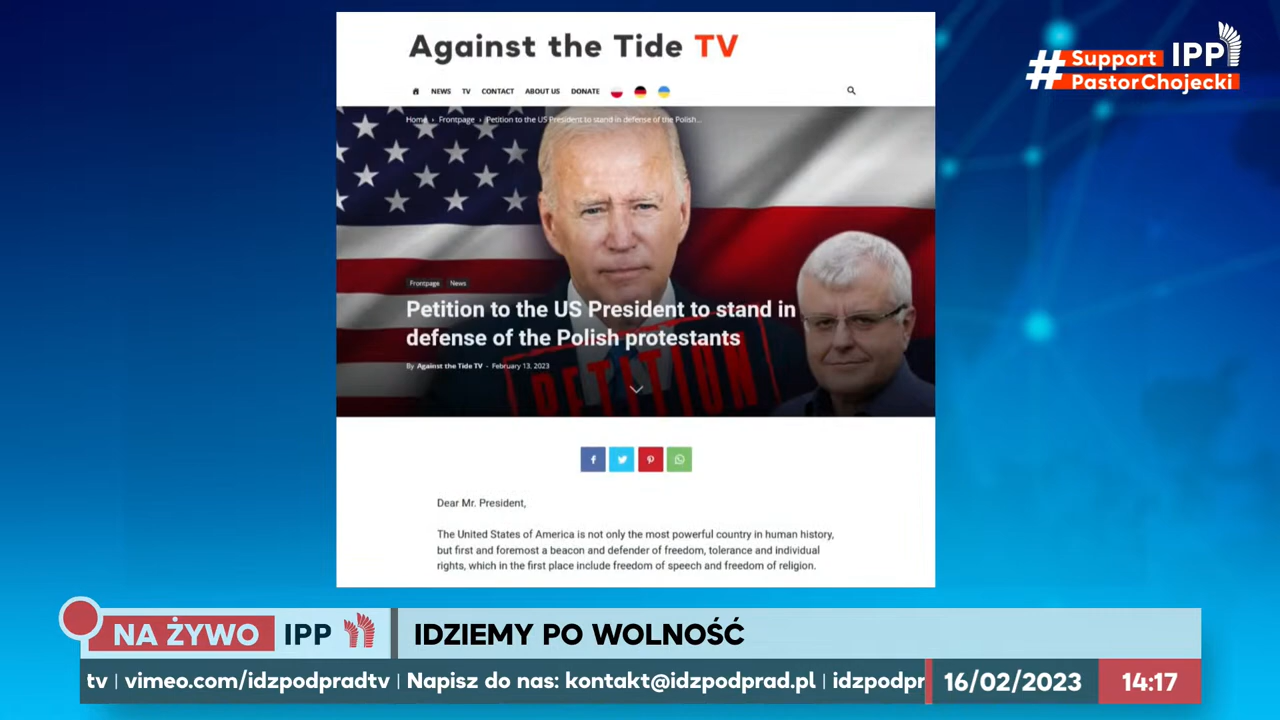 Against the Tide TV
#Support IPP
PastorChojecki
NEWS TV CONTACT ABOUT US DONATE
Home › Frontpage › Petition to the US President to stand in defense of the Polish...
Frontpage News
Petition to the US President to stand in
defense of the Polish protestants
By Against the Tide TV - February 13, 2023
PETITION
Dear Mr. President,
The United States of America is not only the most powerful country in human history,
but first and foremost a beacon and defender of freedom, tolerance and individual
rights, which in the first place include freedom of speech and freedom of religion.
NA ŻYWO IPP IDZIEMY PO WOLNOŚĆ
tv | vimeo.com/idzpodpradtv | Napisz do nas: kontakt@idzpodprad.pl | idzpodpr 16/02/2023 14:17